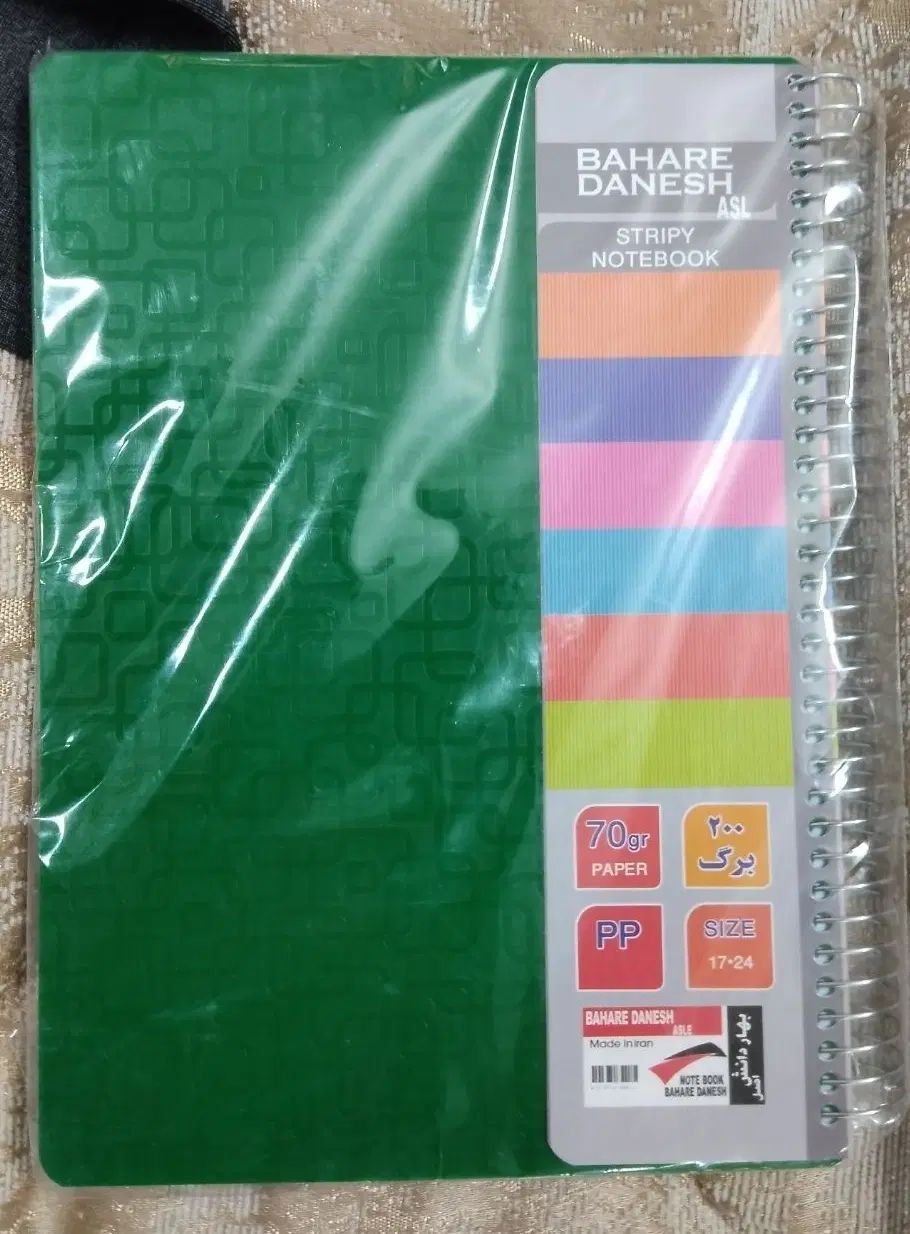 BAHARE
DANESH
ASL
STRIPY
NOTEBOOK
70gr
PAPER
۲۰۰
برگ
PP
SIZE
17*24
BAHARE DANESH
ASLE
Made in Iran
NOTE BOOK
BAHARE DANESH
بهار دانش
اصل